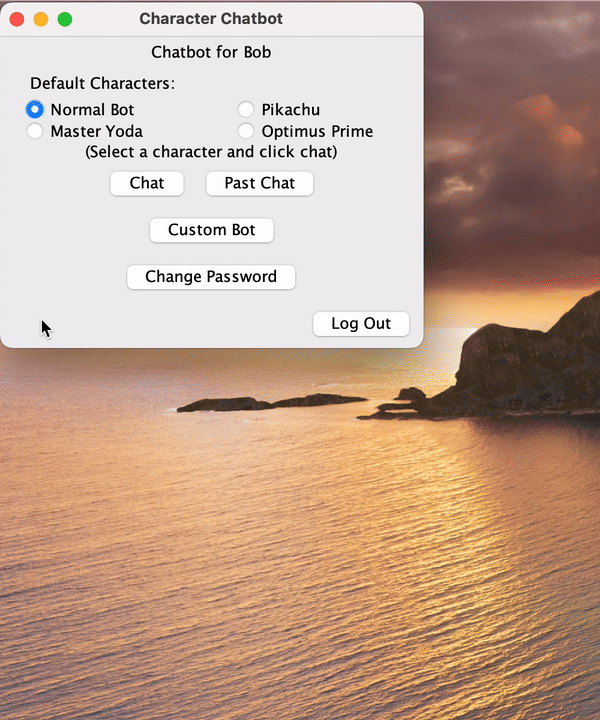 Character Chatbot
Chatbot for Bob
Default Characters:
Normal Bot Pikachu
Master Yoda Optimus Prime
(Select a character and click chat)
Chat Past Chat
Custom Bot
Change Password
Log Out